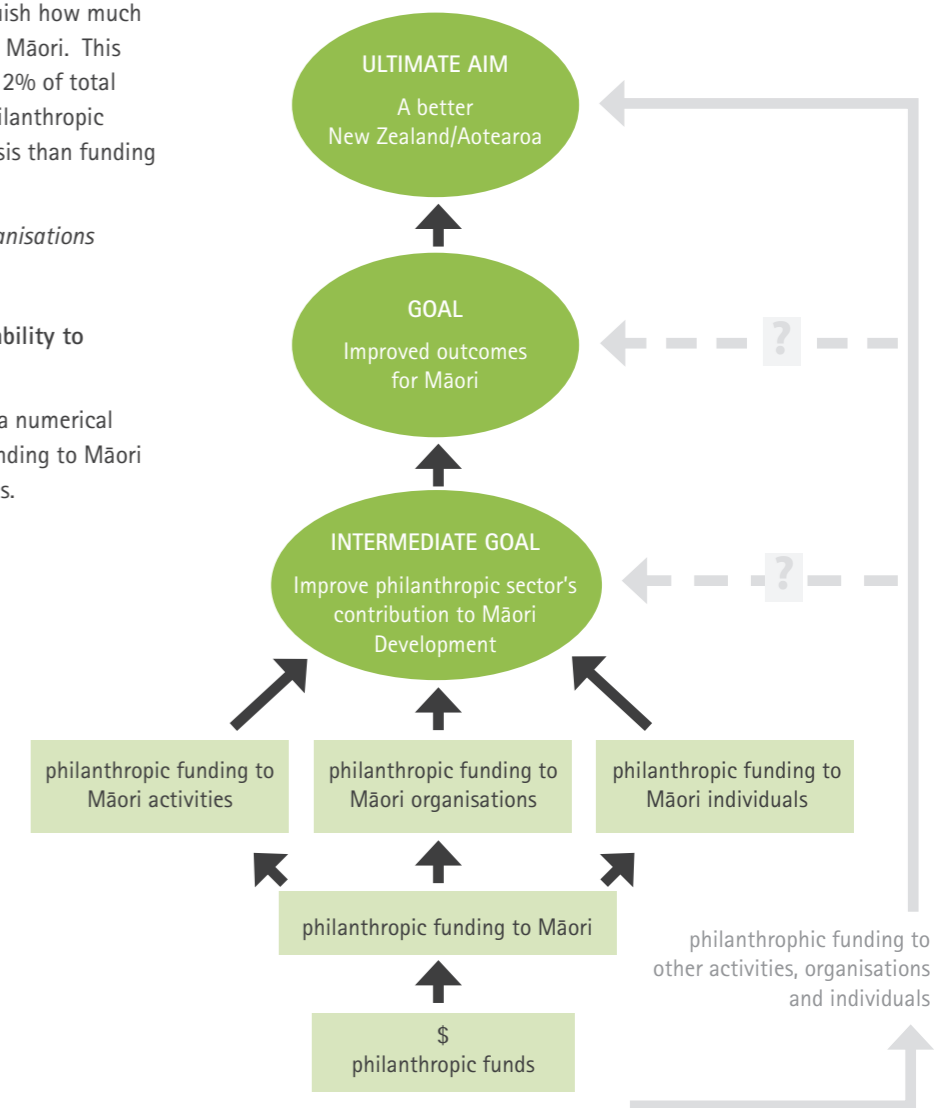 uish how much
Māori. This
2% of total
ilanthropic
sis than funding
anisations
bility to
a numerical
nding to Māori
s.
ULTIMATE AIM
A better
New Zealand/Aotearoa
GOAL
Improved outcomes
for Māori
?
INTERMEDIATE GOAL
Improve philanthropic sector's
contribution to Māori
Development
?
philanthropic funding to
Māori activities
philanthropic funding to
Māori organisations
philanthropic funding to
Māori individuals
philanthropic funding to Māori
philanthrophic funding to
other activities, organisations
and individuals
$
philanthropic funds